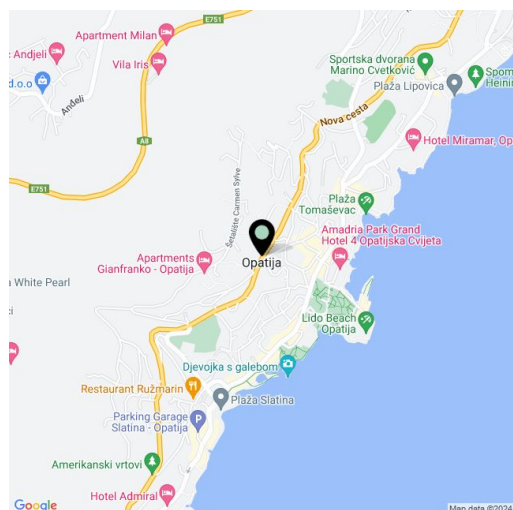 E751
Apartment Milan
Vila Iris
Andjeli
d.o.o
Anđeli
A8
E751
Sportska dvorana
Marino Cvetković
Plaža Lipovica
Nova cesta
Hotel Miramar, Op
Šetalište Carmen Sylve
Plaža
Tomaševac
Amadria Park Grand
Hotel 4 Opatijska Cvijeta
Apartments
Gianfranko - Opatija
Opatija
White Pearl
Lido Beach
Opatija
Djevojka s galebom
Restaurant Ružmarin
Plaža Slatina
Parking Garage
Slatina - Opatija
Amerikanski vrtovi
Hotel Admiral
Google
Map data ©2024